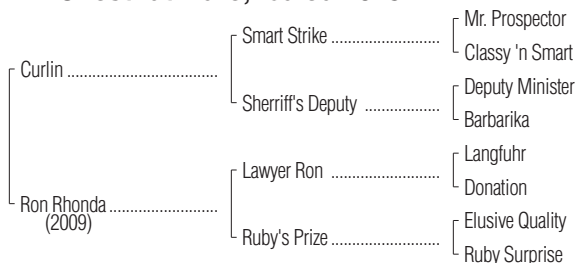 Mr. Prospector
Smart Strike ....................
Classy 'n Smart
Curlin ............................
Deputy Minister
Sherriff's Deputy ..............
Barbarika
Langfuhr
Lawyer Ron ....................
Donation
Ron Rhonda ....................
(2009)
Elusive Quality
Ruby's Prize ....................
Ruby Surprise